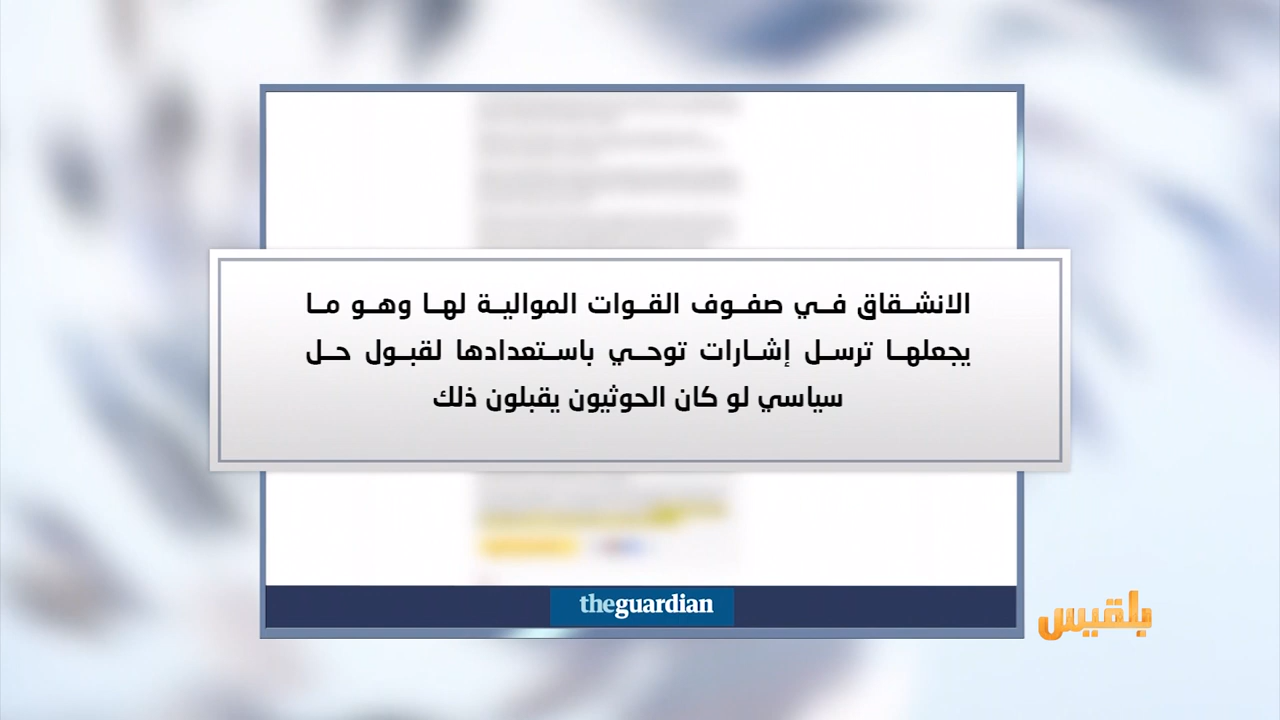 الانشقاق في صفوف القوات الموالية لها وهو ما
يجعلها ترسل إشارات توحي باستعدادها لقبول حل
سياسي لو كان الحوثيون يقبلون ذلك
theguardian
بلقيس